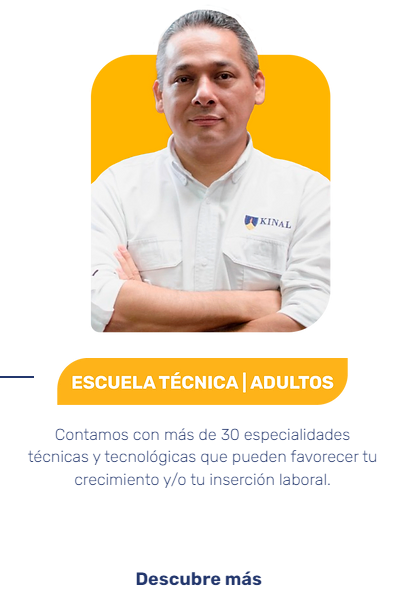 KINAL
ESCUELA TÉCNICA | ADULTOS
Contamos con más de 30 especialidades
técnicas y tecnológicas que pueden favorecer tu
crecimiento y/o tu inserción laboral.
Descubre más